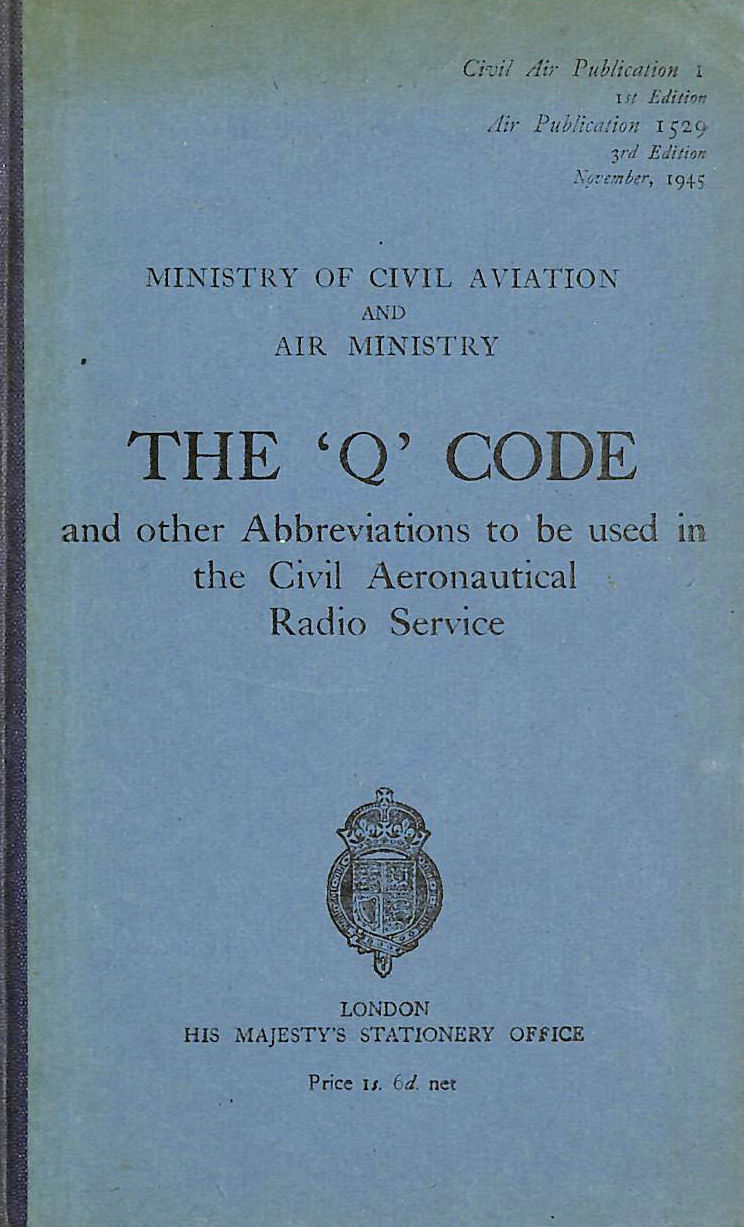 Civil Air Publication 1
1st Edition
Air Publication 1529
3rd Edition
November, 1945
MINISTRY OF CIVIL AVIATION
AND
AIR MINISTRY
THE ‘Q’ CODE
and other Abbreviations to be used in
the Civil Aeronautical
Radio Service
LONDON
HIS MAJESTY'S STATIONERY OFFICE
Price 1s. 6d. net